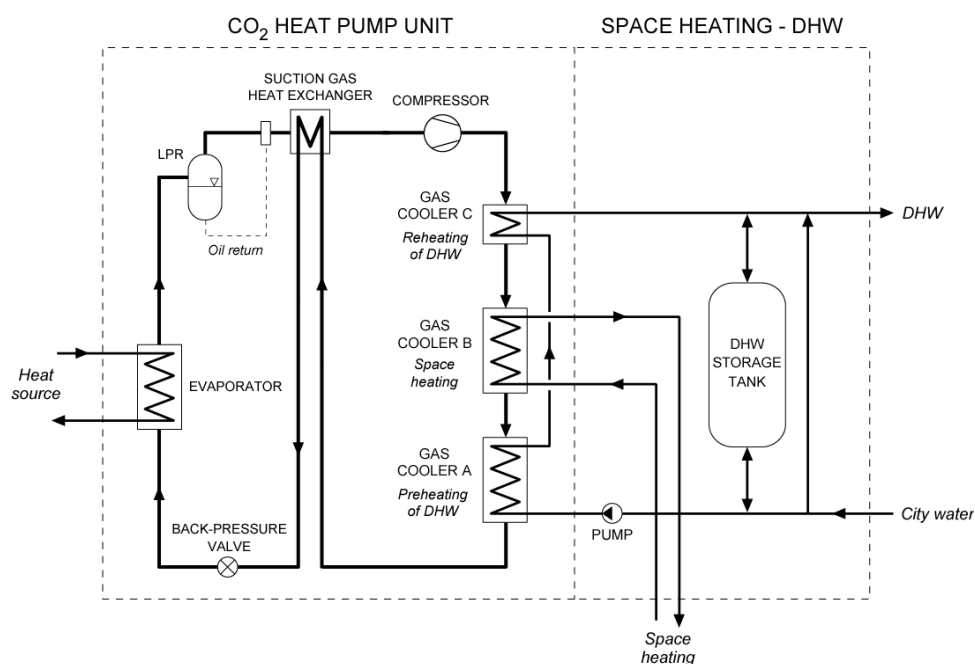 CO₂ HEAT PUMP UNIT
SPACE HEATING - DHW
SUCTION GAS
HEAT EXCHANGER
COMPRESSOR
LPR
Oil return
GAS
COOLER C
Reheating
of DHW
DHW
GAS
COOLER B
Space
heating
DHW
STORAGE
TANK
Heat
source
EVAPORATOR
GAS
COOLER A
Preheating
of DHW
BACK-PRESSURE
VALVE
PUMP
City water
Space
heating